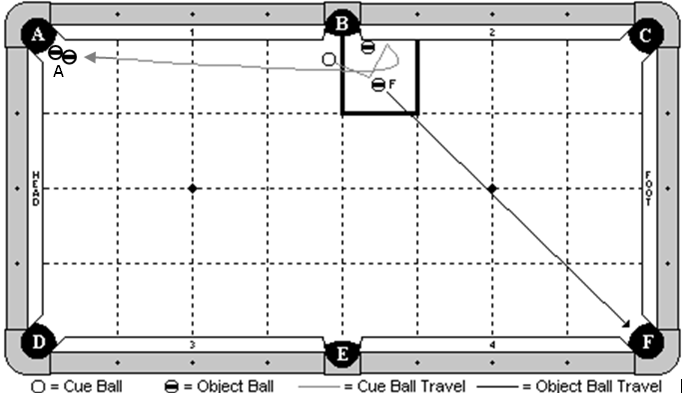 A B C
1 2
A F
HEAD FOOT
D E F
3 4
= Cue Ball = Object Ball = Cue Ball Travel = Object Ball Travel